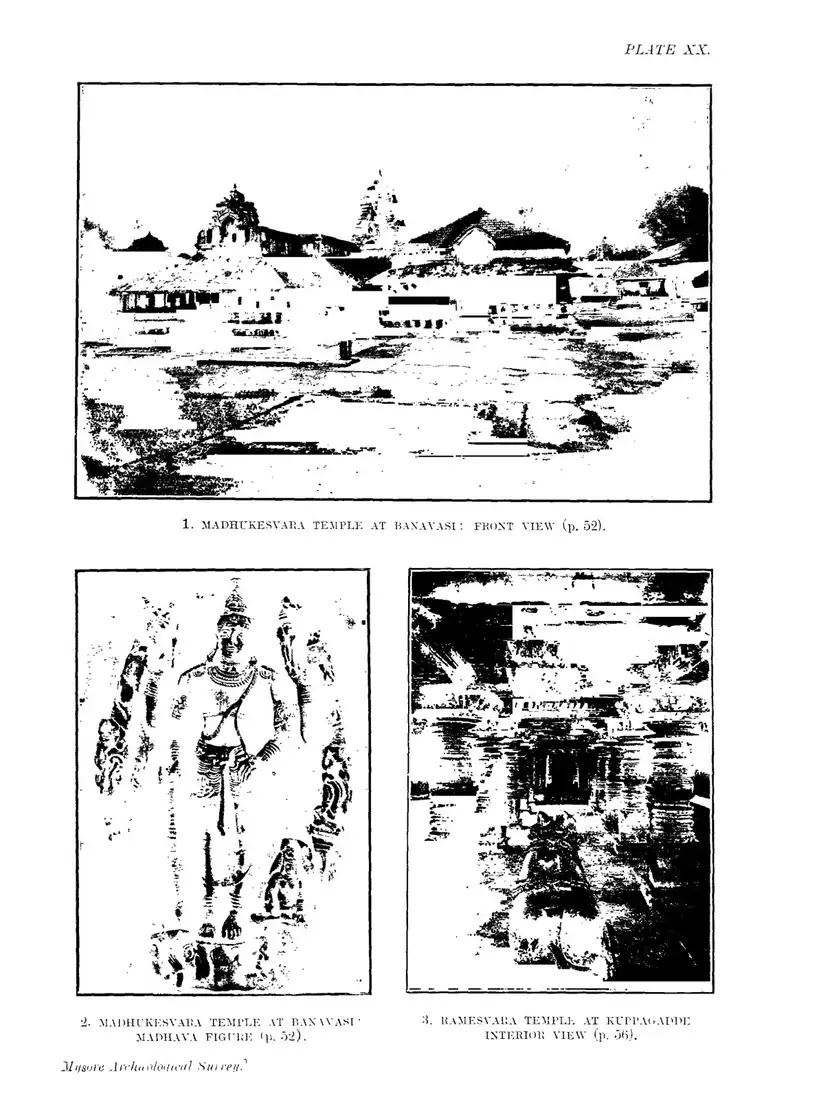 PLATE XX.
1. MADHUKESVARA TEMPLE AT BANAVASI: FRONT VIEW (p. 52).
2. MADHUKESVARA TEMPLE AT BANAVASI:
MADHAVA FIGURE (p. 52).
3. RAMESVARA TEMPLE AT KUPPAGADDE
INTERIOR VIEW (p. 56).
Mysore Archæological Survey.